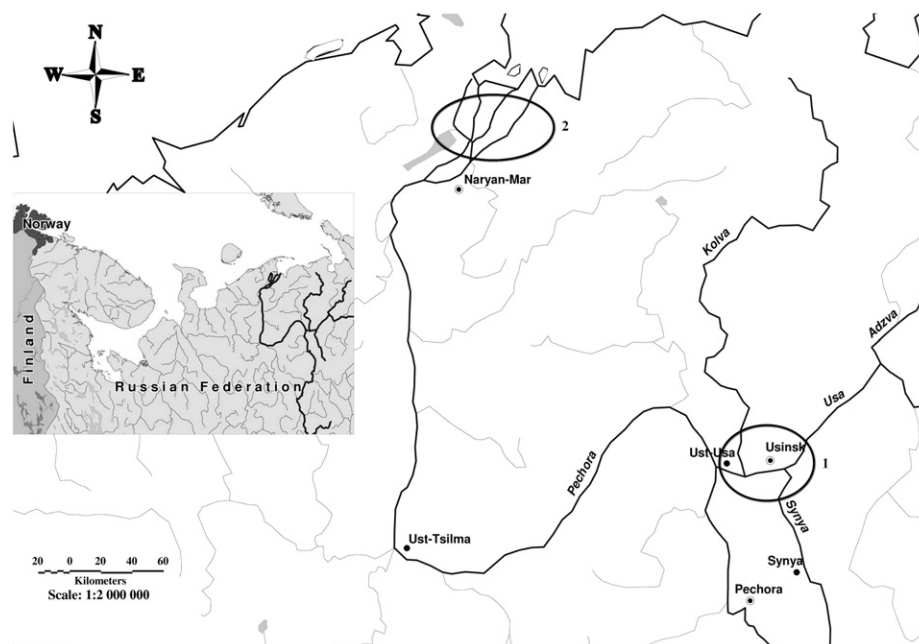 N
W E
S
2
Naryan-Mar
Norway
Kolva
Adzva
Finland
Russian Federation
Usa
Ust-Usa
Usinsk
1
Pechora
Synya
Ust-Tsilma
20 0 20 40 60
Kilometers
Scale: 1:2 000 000
Synya
Pechora